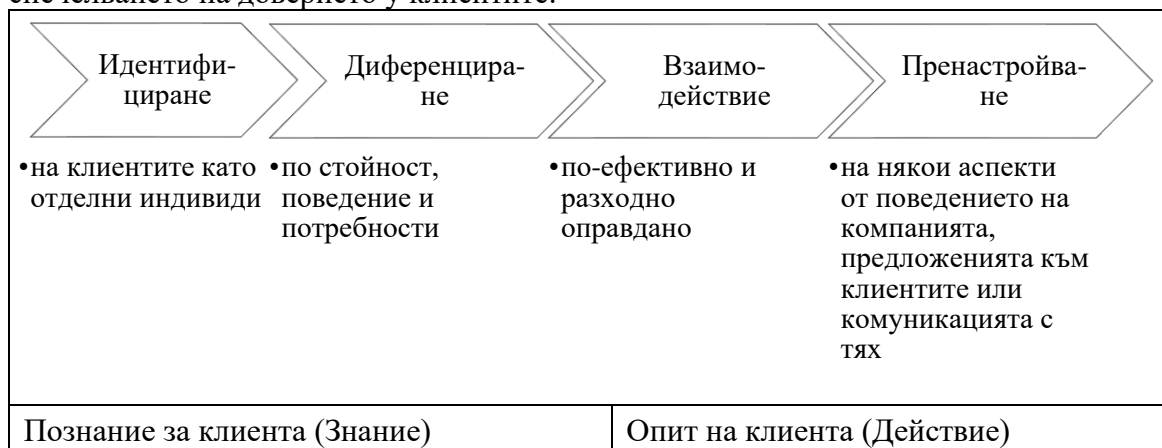 Идентифи-
циране
Диференцира-
не
Взаимо-
действие
Пренастройва-
не
•на клиентите като
отделни индивиди
•по стойност,
поведение и
потребности
•по-ефективно и
разходно
оправдано
•на някои аспекти
от поведението на
компанията,
предложенията към
клиентите или
комуникацията с
тях
Познание за клиента (Знание)
Опит на клиента (Действие)